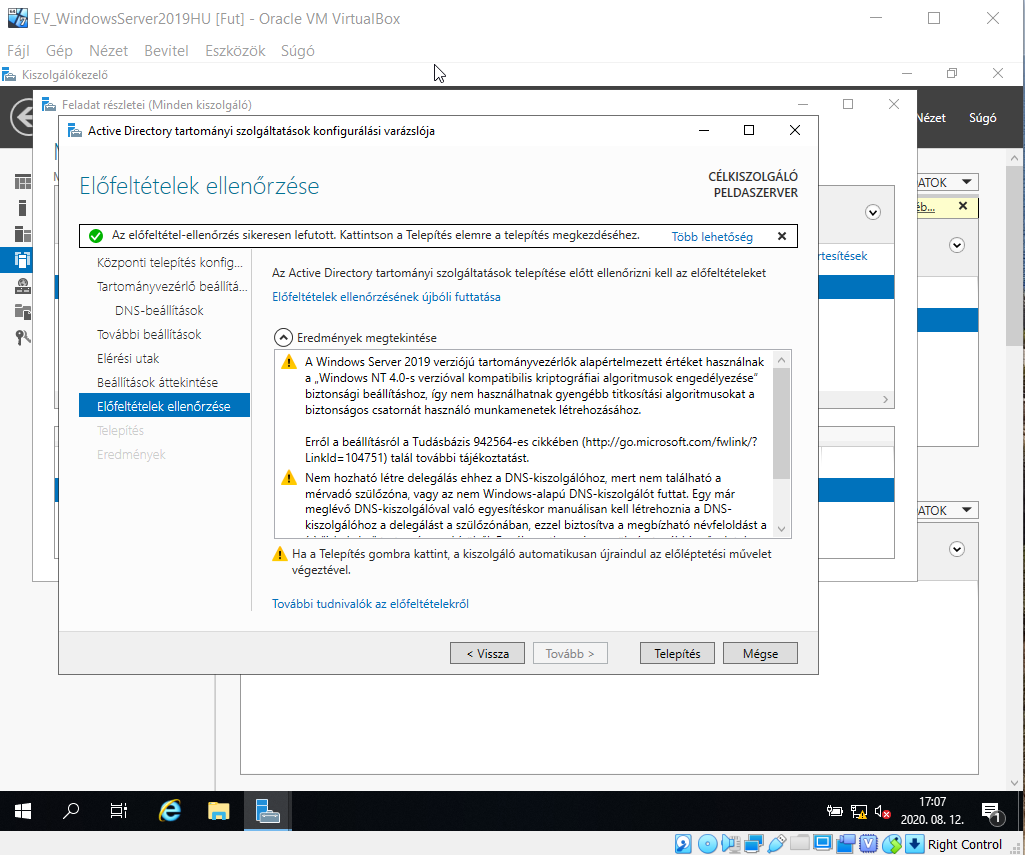 EV_WindowsServer2019HU [Fut] - Oracle VM VirtualBox
Fájl Gép Nézet Bevitel Eszközök Súgó
Kiszolgálókezelő
Feladat részletei (Minden kiszolgáló)
Nézet Súgó
Active Directory tartományi szolgáltatások konfigurálási varázslója
Előfeltételek ellenőrzése
CÉLKISZOLGÁLÓ
PELDASZERVER
ATOK
Az előfeltétel-ellenőrzés sikeresen lefutott. Kattintson a Telepítés elemre a telepítés megkezdéséhez.
Több lehetőség
Központi telepítés konfig...
Tartományvezérlő beállítá...
DNS-beállítások
További beállítások
Elérési utak
Beállítások áttekintése
Előfeltételek ellenőrzése
Telepítés
Eredmények
Az Active Directory tartományi szolgáltatások telepítése előtt ellenőrizni kell az előfeltételeket
rtesítések
Előfeltételek ellenőrzésének újbóli futtatása
Eredmények megtekintése
A Windows Server 2019 verziójú tartományvezérlők alapértelmezett értéket használnak
a „Windows NT 4.0-s verzióval kompatibilis kriptográfiai algoritmusok engedélyezése”
biztonsági beállításhoz, így nem használhatnak gyengébb titkosítási algoritmusokat a
biztonságos csatornát használó munkamenetek létrehozásához.
Erről a beállításról a Tudásbázis 942564-es cikkében (http://go.microsoft.com/fwlink/?
LinkId=104751) talál további tájékoztatást.
Nem hozható létre delegálás ehhez a DNS-kiszolgálóhoz, mert nem található a
mérvadó szülőzóna, vagy az nem Windows-alapú DNS-kiszolgálót futtat. Egy már
meglévő DNS-kiszolgálóval való egyesítéskor manuálisan kell létrehoznia a DNS-
kiszolgálóhoz a delegálást a szülőzónában, ezzel biztosítva a megbízható névfeloldást a
ATOK
Ha a Telepítés gombra kattint, a kiszolgáló automatikusan újraindul az előléptetési művelet
végeztével.
További tudnivalók az előfeltételekről
< Vissza Tovább > Telepítés Mégse
17:07
2020. 08. 12.
1
Right Control